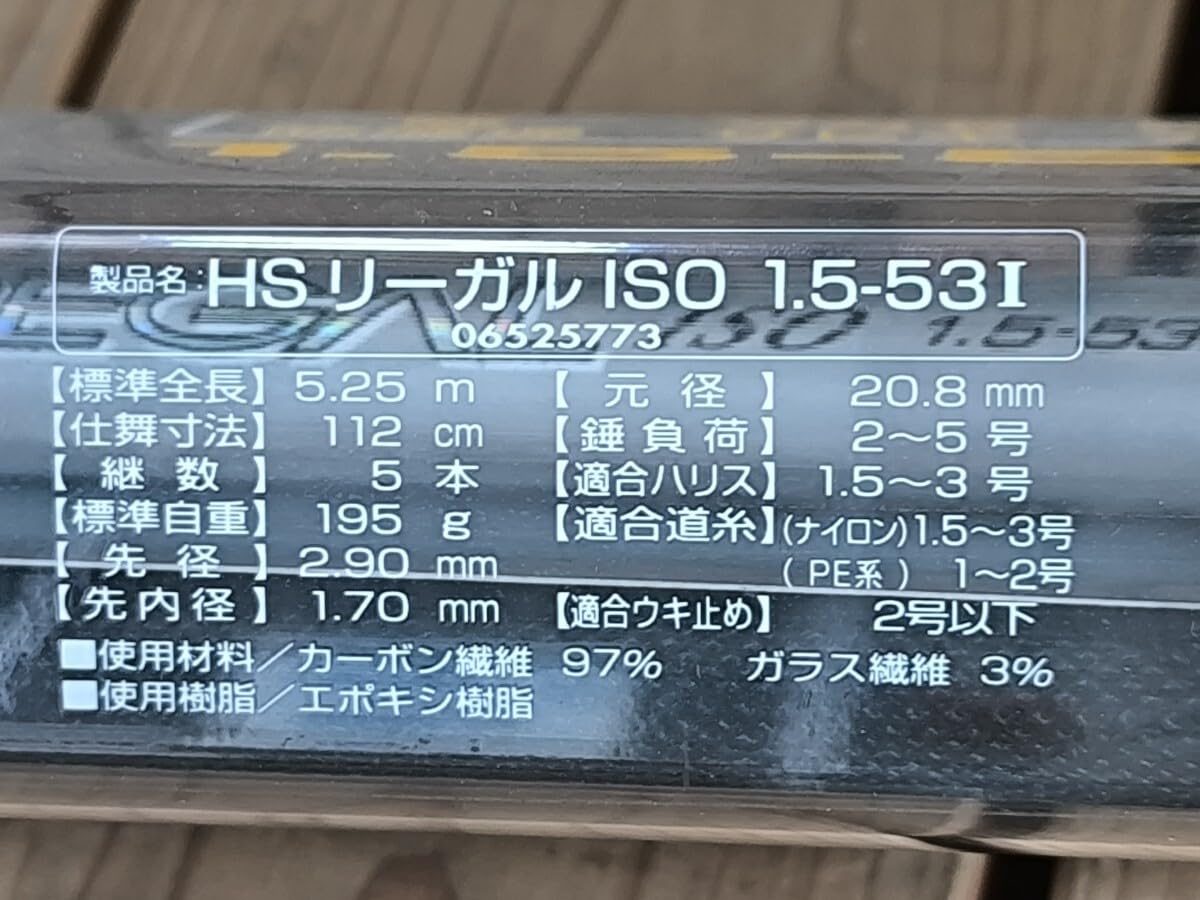 製品名:HSリーガル ISO 1.5-53I
06525773
EGAL ISO 1.5-53
【標準全長】 5.25 m 【 元 径 】 20.8 mm
【仕舞寸法】 112 cm 【錘負荷】 2〜5 号
【 継 数 】 5 本 【適合ハリス】 1.5〜3 号
【標準自重】 195 g 【適合道糸】(ナイロン)1.5〜3号
【 先 径 】 2.90 mm ( PE系 ) 1〜2号
【先内径】 1.70 mm 【適合ウキ止め】 2号以下
■使用材料/カーボン繊維 97% ガラス繊維 3%
■使用樹脂/エポキシ樹脂